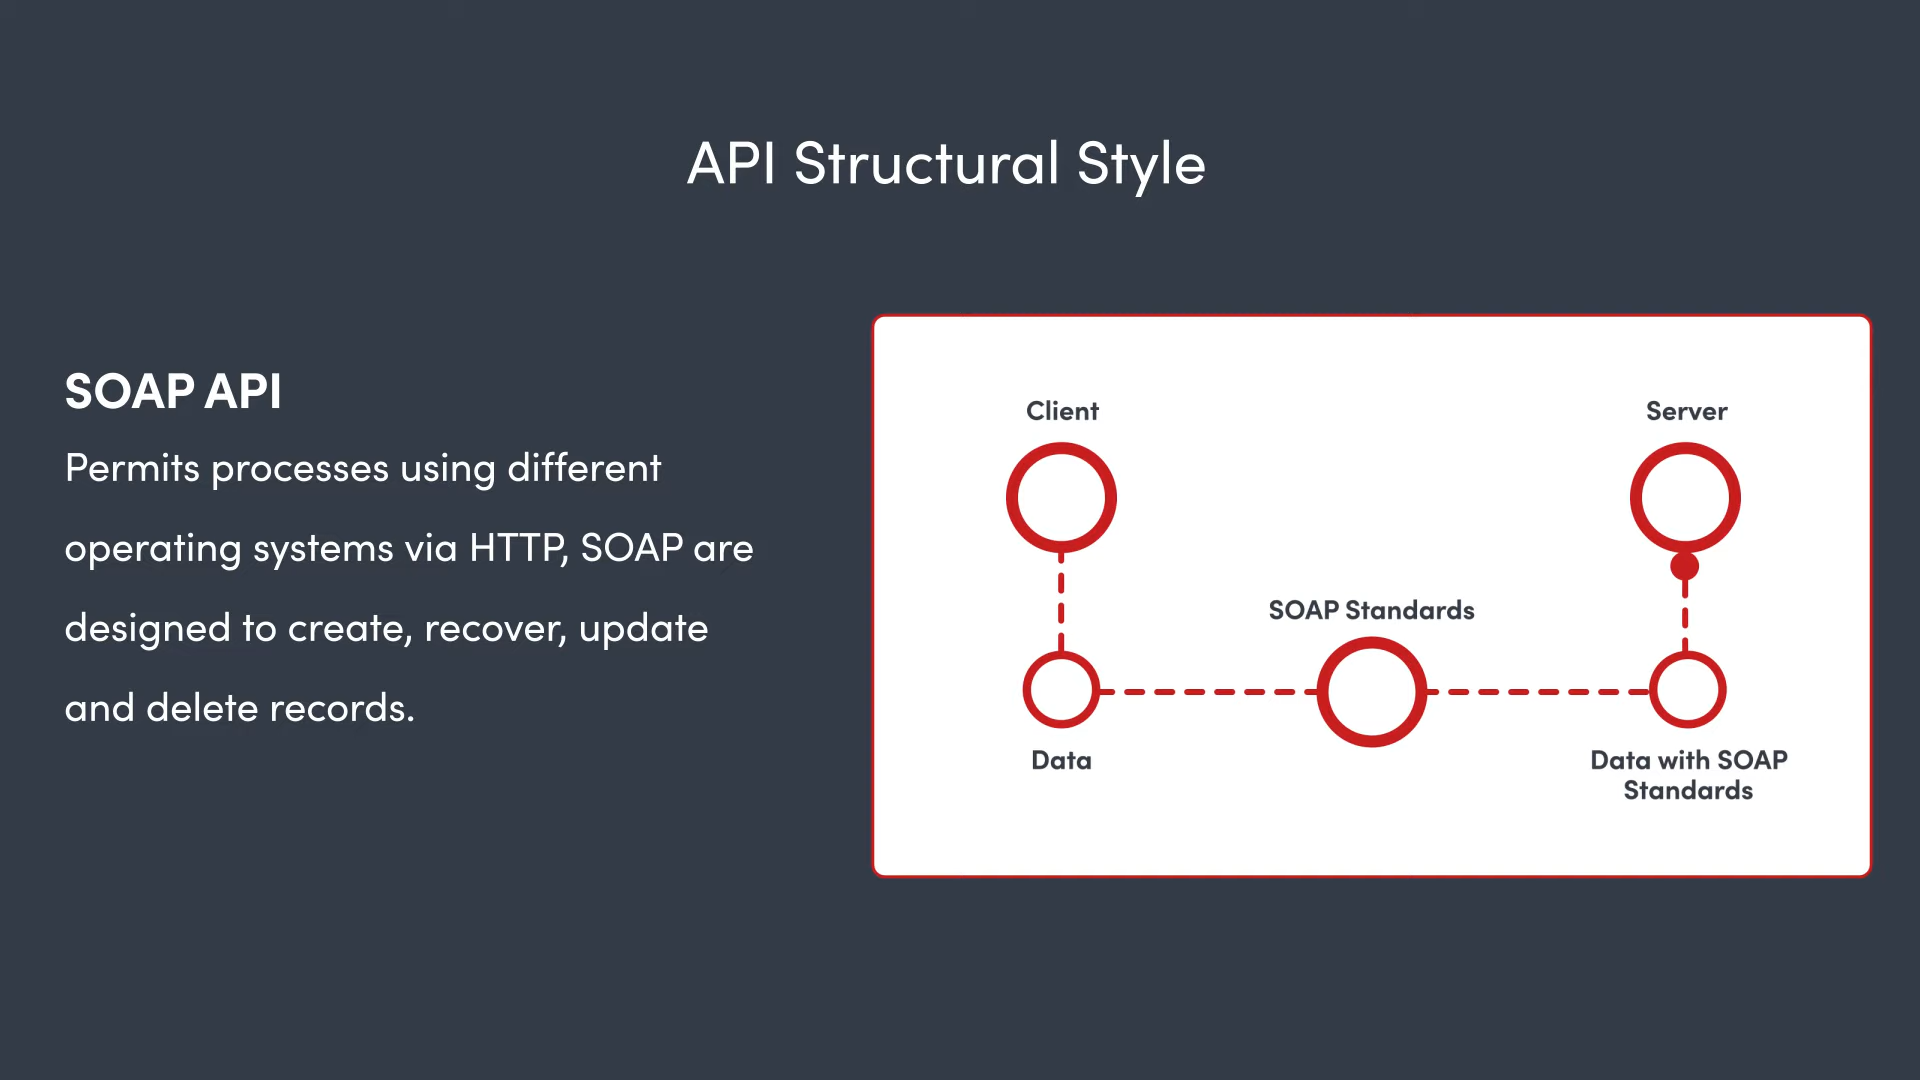 API Structural Style
SOAP API
Permits processes using different
operating systems via HTTP, SOAP are
designed to create, recover, update
and delete records.
Client
Server
SOAP Standards
Data
Data with SOAP
Standards